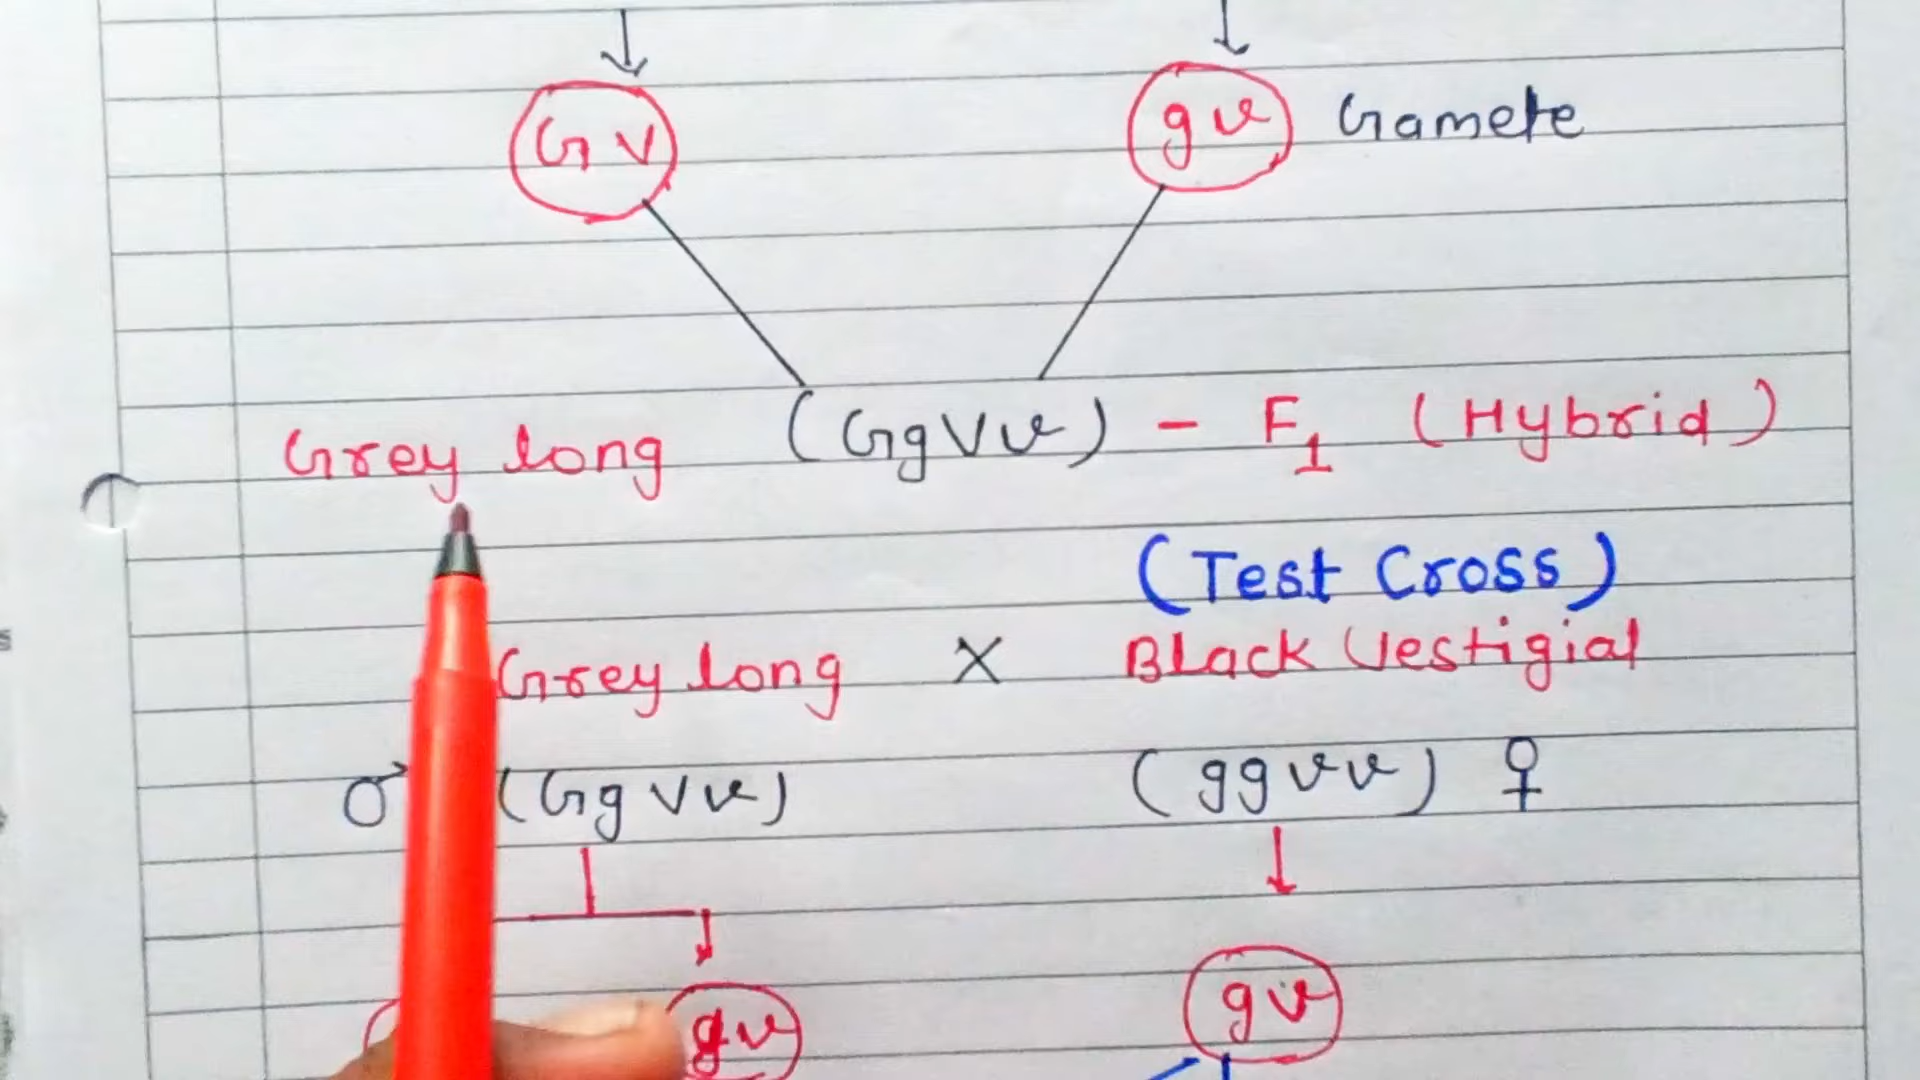 GV gv Gamete
Grey long (GgVv) - F1 (Hybrid)
(Test Cross)
Grey long X Black Vestigial
♂ (GgVv) (ggvv) ♀
gv gv